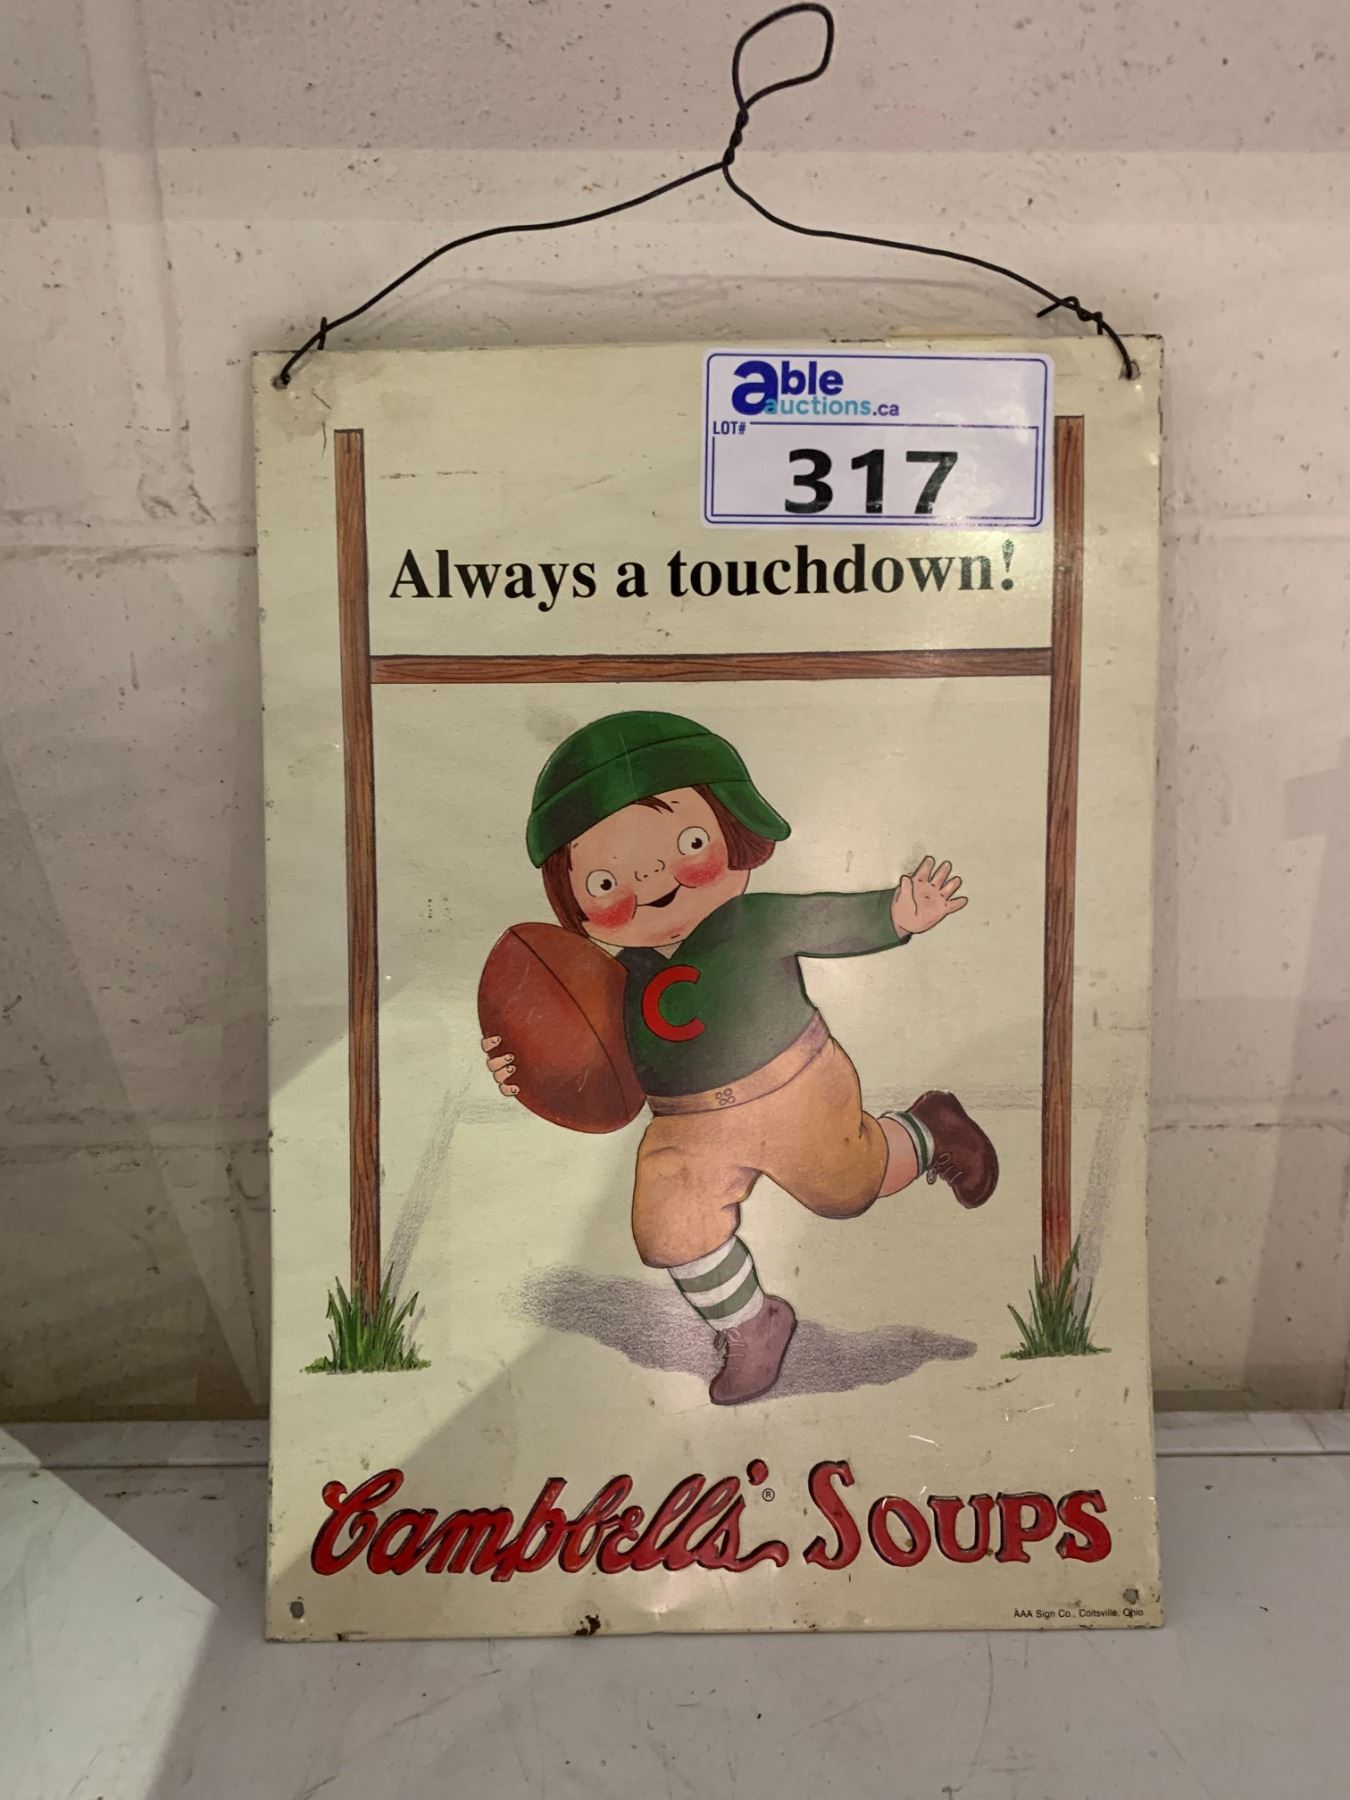 able
auctions.ca
LOT#
317
Always a touchdown!
C
Campbell's® SOUPS
AAA Sign Co., Coitsville, Ohio